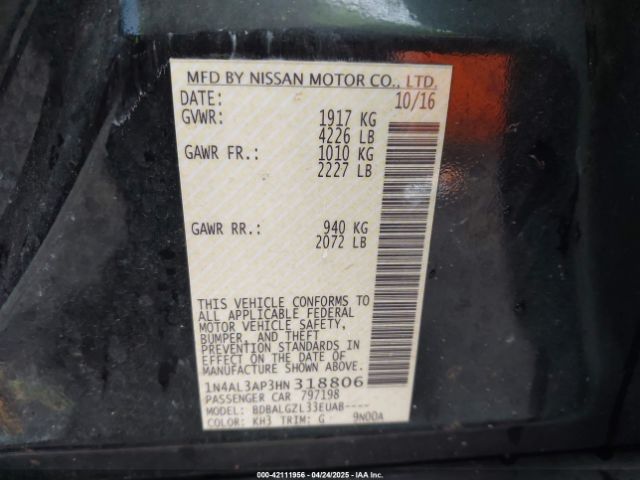 MFD BY NISSAN MOTOR CO., LTD.
DATE: 10/16
GVWR: 1917 KG
4226 LB
GAWR FR.: 1010 KG
2227 LB
GAWR RR.: 940 KG
2072 LB
THIS VEHICLE CONFORMS TO
ALL APPLICABLE FEDERAL
MOTOR VEHICLE SAFETY,
BUMPER, AND THEFT
PREVENTION STANDARDS IN
EFFECT ON THE DATE OF
MANUFACTURE SHOWN ABOVE.
1N4AL3AP3HN318806
PASSENGER CAR 797198
MODEL: BDBALGZL33EUAB----
COLOR: KH3 TRIM: G 9N00A
000-42111956 - 04/24/2025 - IAA Inc.